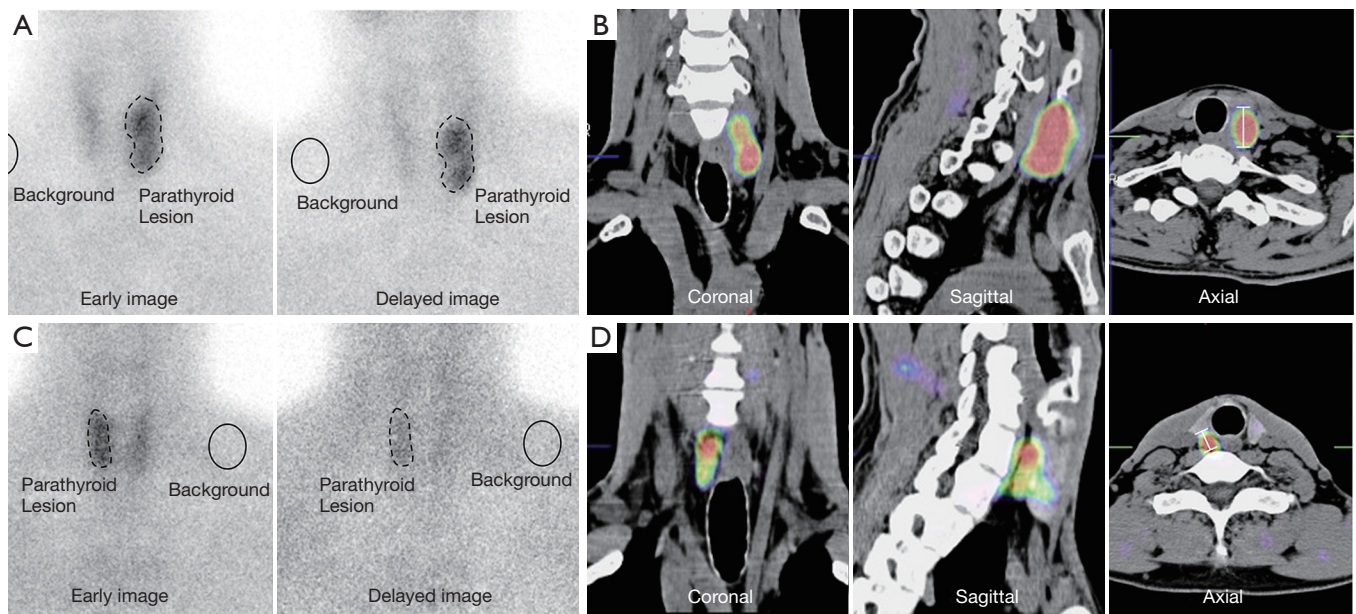 A
B
Background
Parathyroid
Lesion
Background
Parathyroid
Lesion
Early image
Delayed image
R
Coronal
Sagittal
R
Axial
C
D
Parathyroid
Lesion
Background
Parathyroid
Lesion
Background
Early image
Delayed image
Coronal
Sagittal
Axial